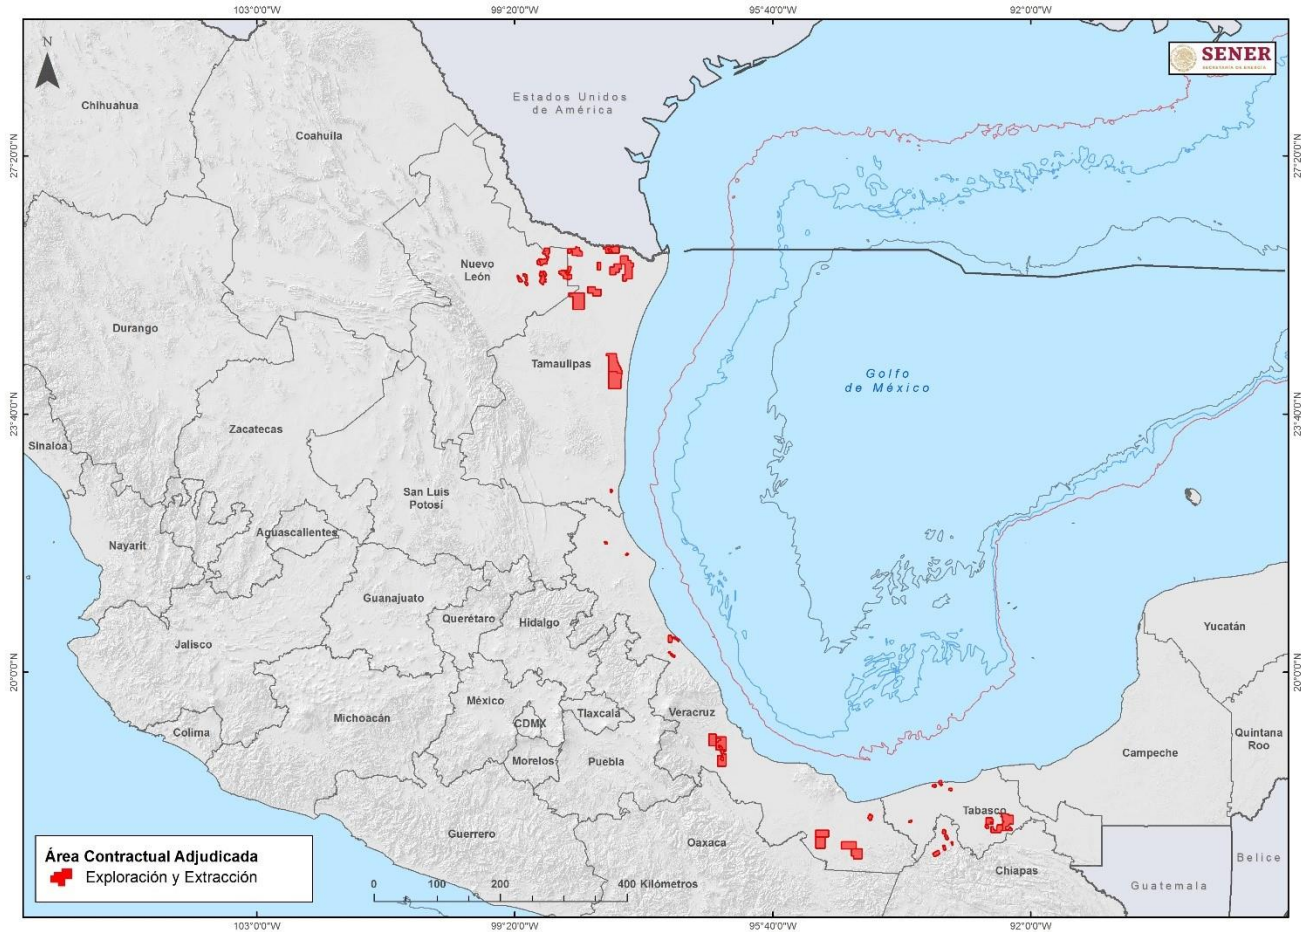 103°0'0"W
99°20'0"W
95°40'0"W
92°0'0"W
N
SENER
SECRETARÍA DE ENERGÍA
Estados Unidos
de América
Chihuahua
Coahuila
27°20'0"N
27°20'0"N
Nuevo
León
Durango
Tamaulipas
Golfo
de México
23°40'0"N
23°40'0"N
Zacatecas
Sinaloa
San Luis
Potosí
Aguascalientes
Nayarit
Guanajuato
Querétaro
Hidalgo
Yucatán
Jalisco
20°0'0"N
20°0'0"N
México
Tlaxcala
Veracruz
Michoacán
CDMX
Colima
Quintana
Roo
Campeche
Morelos
Puebla
Tabasco
Guerrero
Oaxaca
Chiapas
Belice
Guatemala
Área Contractual Adjudicada
Exploración y Extracción
0 100 200 400 Kilómetros
103°0'0"W
99°20'0"W
95°40'0"W
92°0'0"W